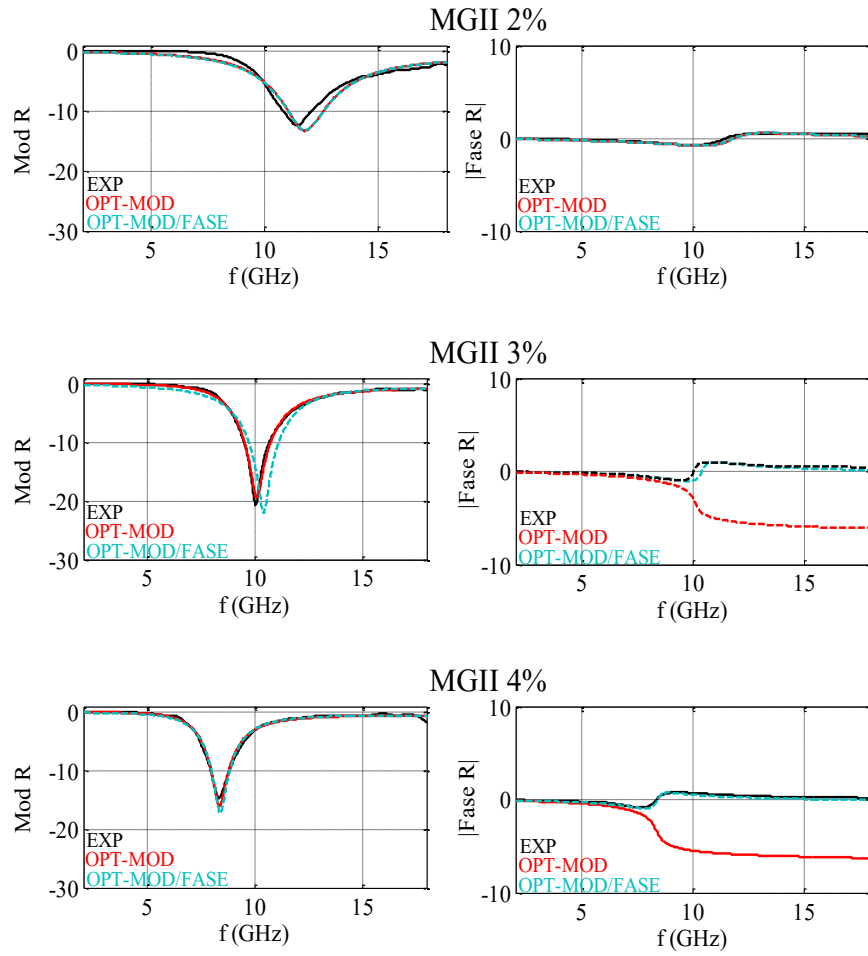 MGII 2%
0
-10
-20
-30
Mod R
EXP
OPT-MOD
OPT-MOD/FASE
5 10 15
f (GHz)
10
0
-10
|Fase R|
EXP
OPT-MOD
OPT-MOD/FASE
5 10 15
f (GHz)
MGII 3%
0
-10
-20
-30
Mod R
EXP
OPT-MOD
OPT-MOD/FASE
5 10 15
f (GHz)
10
0
-10
|Fase R|
EXP
OPT-MOD
OPT-MOD/FASE
5 10 15
f (GHz)
MGII 4%
0
-10
-20
-30
Mod R
EXP
OPT-MOD
OPT-MOD/FASE
5 10 15
f (GHz)
10
0
-10
|Fase R|
EXP
OPT-MOD
OPT-MOD/FASE
5 10 15
f (GHz)